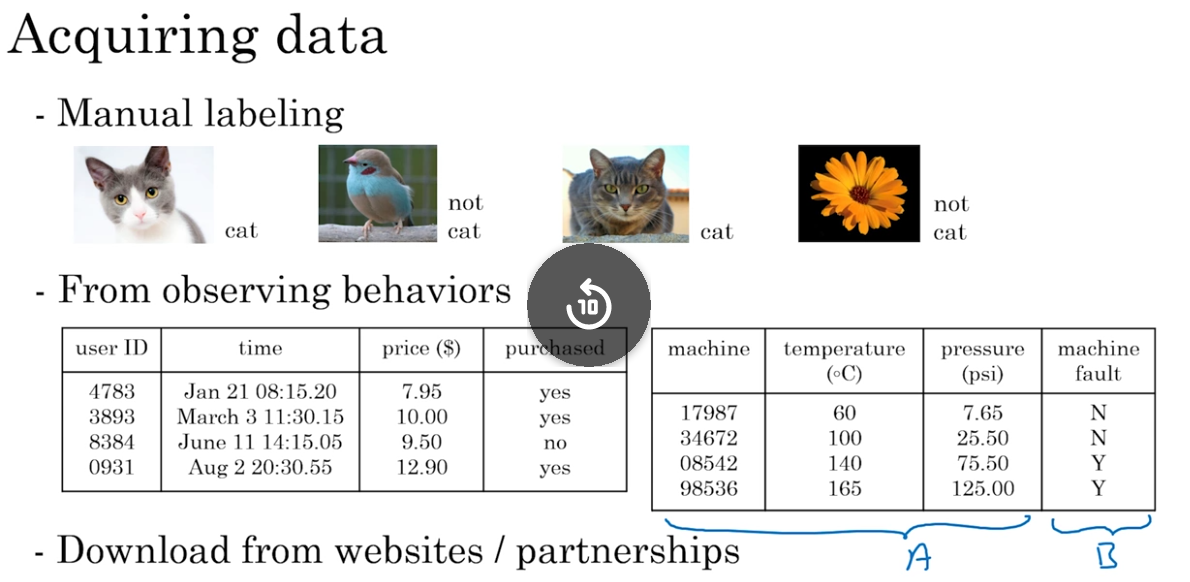 Acquiring data
- Manual labeling
cat
not
cat
cat
not
cat
- From observing behaviors
10
user ID time price ($) purchased
4783 Jan 21 08:15.20 7.95 yes
3893 March 3 11:30.15 10.00 yes
8384 June 11 14:15.05 9.50 no
0931 Aug 2 20:30.55 12.90 yes
machine temperature pressure machine
(∘C) (psi) fault
17987 60 7.65 N
34672 100 25.50 N
08542 140 75.50 Y
98536 165 125.00 Y
A B
- Download from websites / partnerships